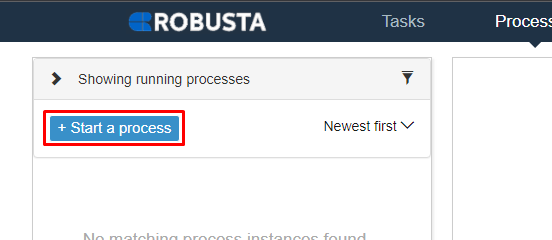 ROBUSTA Tasks Process
Showing running processes
+ Start a process Newest first
No matching process instances found